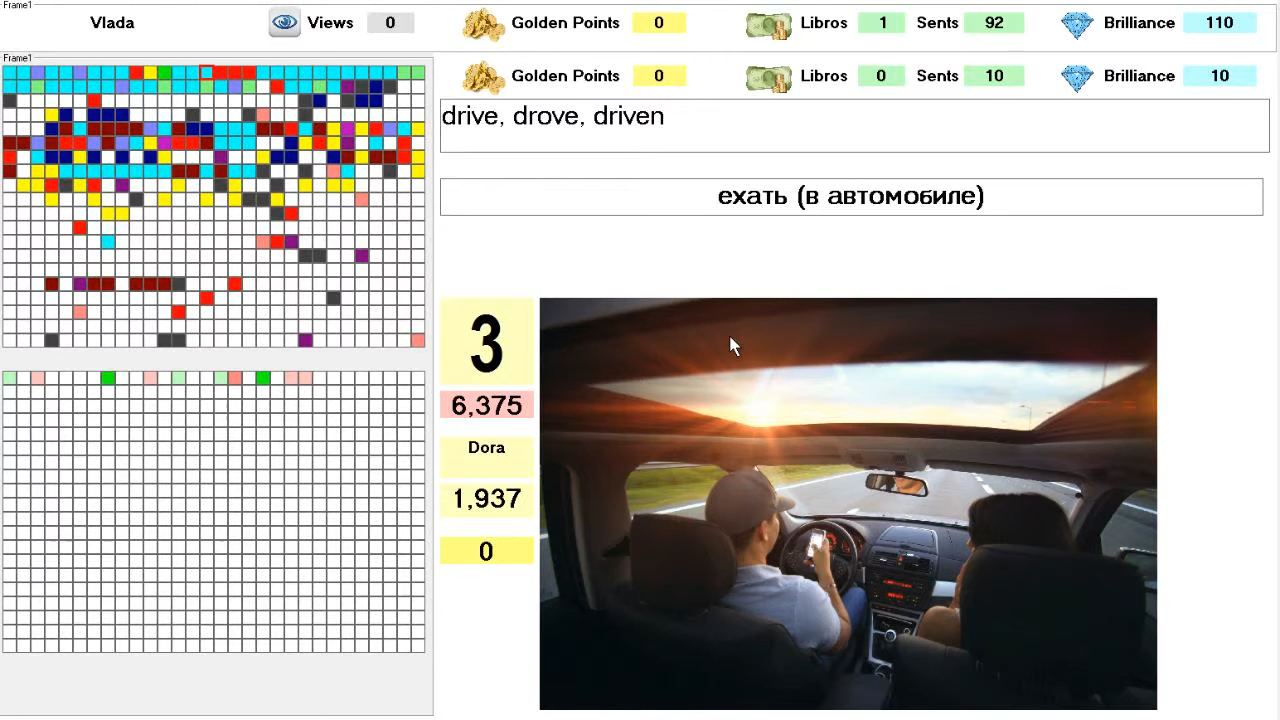 Frame1
Vlada Views 0 Golden Points 0 Libros 1 Sents 92 Brilliance 110
Frame1
Golden Points 0 Libros 0 Sents 10 Brilliance 10
drive, drove, driven
ехать (в автомобиле)
3
6,375
Dora
1,937
0